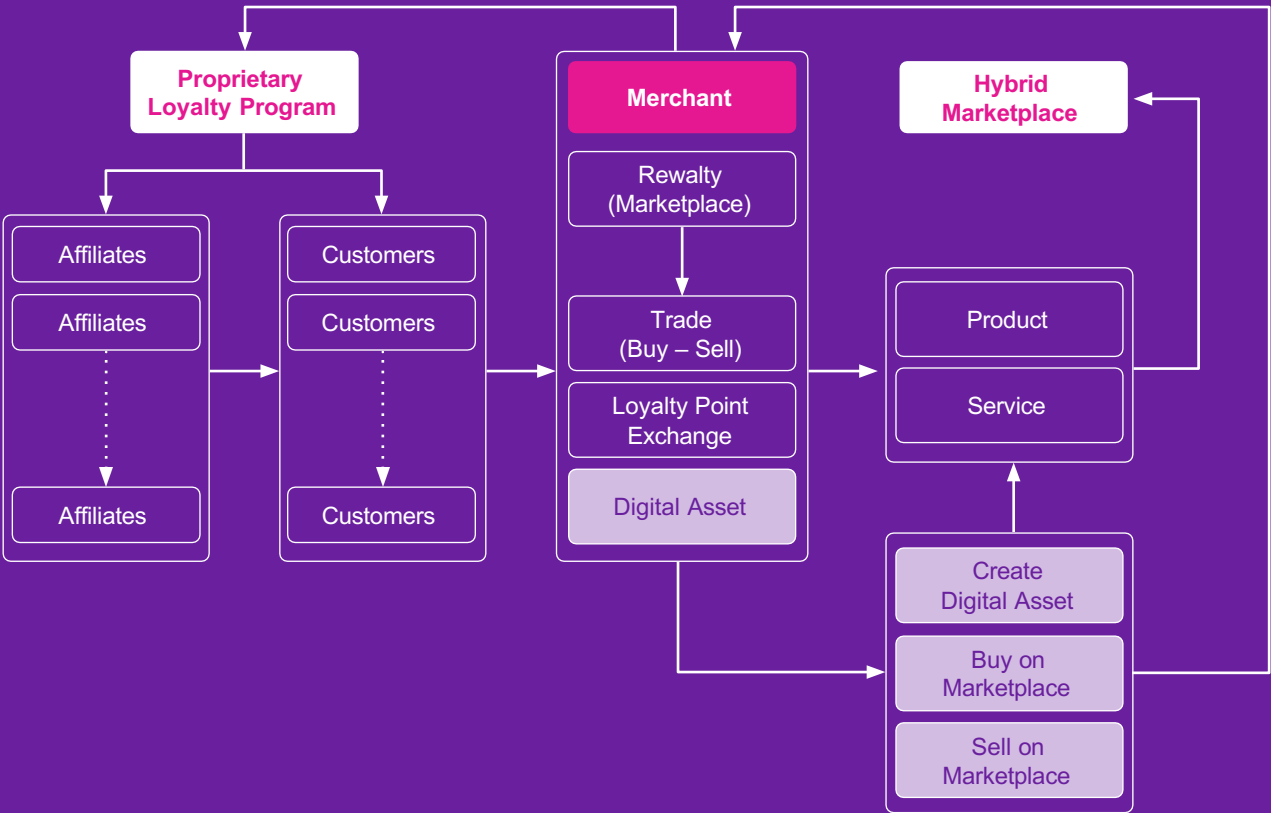 Proprietary
Loyalty Program
Affiliates
Affiliates
Affiliates
Customers
Customers
Customers
Merchant
Rewalty
(Marketplace)
Trade
(Buy – Sell)
Loyalty Point
Exchange
Digital Asset
Hybrid
Marketplace
Product
Service
Create
Digital Asset
Buy on
Marketplace
Sell on
Marketplace